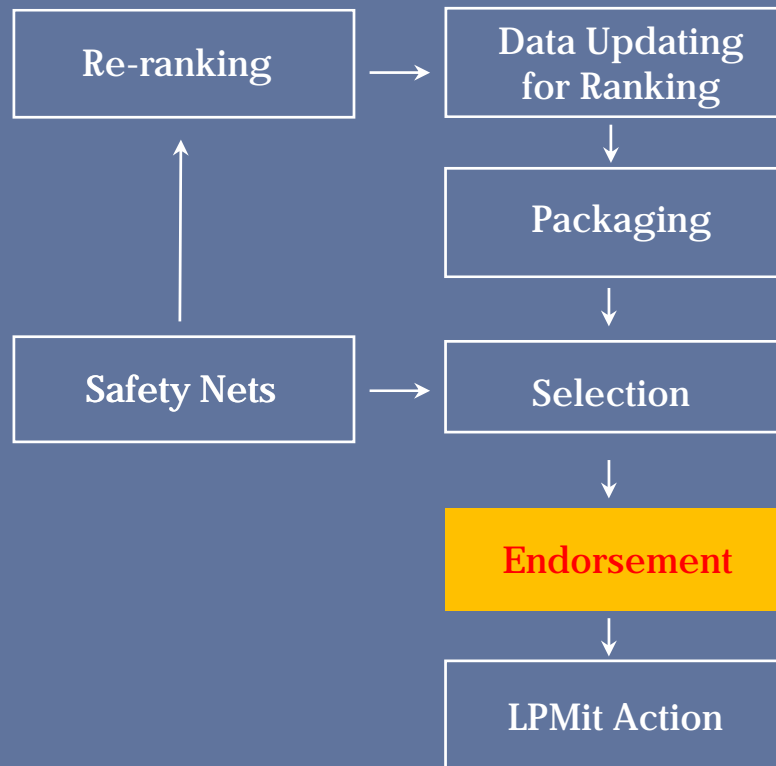 Re-ranking
Data Updating
for Ranking
Packaging
Safety Nets
Selection
Endorsement
LPMit Action